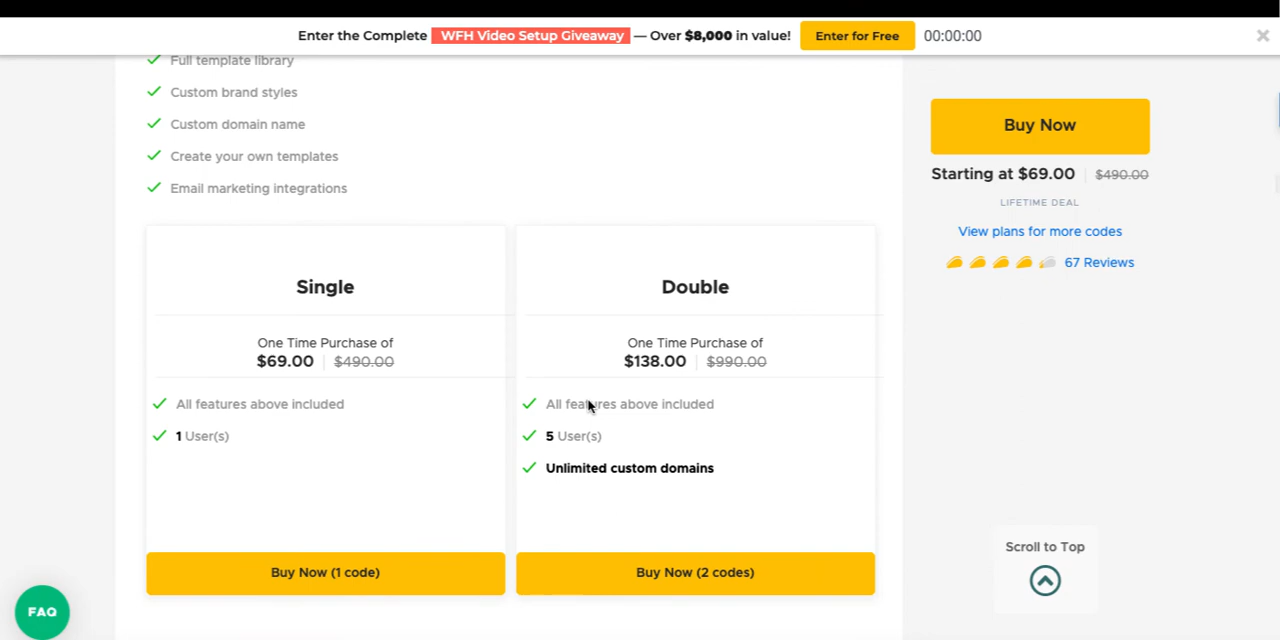 Enter the Complete WFH Video Setup Giveaway — Over $8,000 in value! Enter for Free 00:00:00
Full template library
Custom brand styles
Custom domain name
Create your own templates
Email marketing integrations
Single
One Time Purchase of
$69.00 $490.00
All features above included
1 User(s)
Buy Now (1 code)
Double
One Time Purchase of
$138.00 $990.00
All features above included
5 User(s)
Unlimited custom domains
Buy Now (2 codes)
Buy Now
Starting at $69.00 $490.00
LIFETIME DEAL
View plans for more codes
67 Reviews
Scroll to Top
FAQ